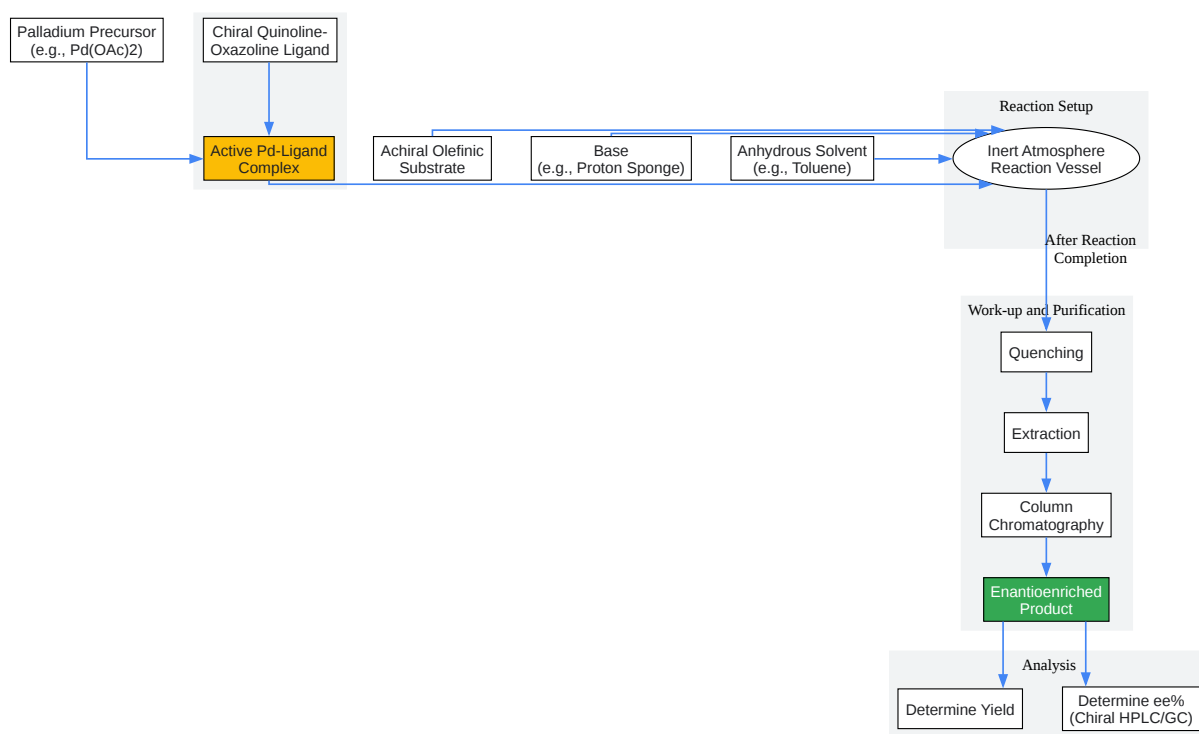 Palladium Precursor
(e.g., Pd(OAc)2)
Chiral Quinoline-
Oxazoline Ligand
Reaction Setup
Active Pd-Ligand
Complex
Achiral Olefinic
Substrate
Base
(e.g., Proton Sponge)
Anhydrous Solvent
(e.g., Toluene)
Inert Atmosphere
Reaction Vessel
After Reaction
Completion
Work-up and Purification
Quenching
Extraction
Column
Chromatography
Enantioenriched
Product
Analysis
Determine Yield
Determine ee%
(Chiral HPLC/GC)